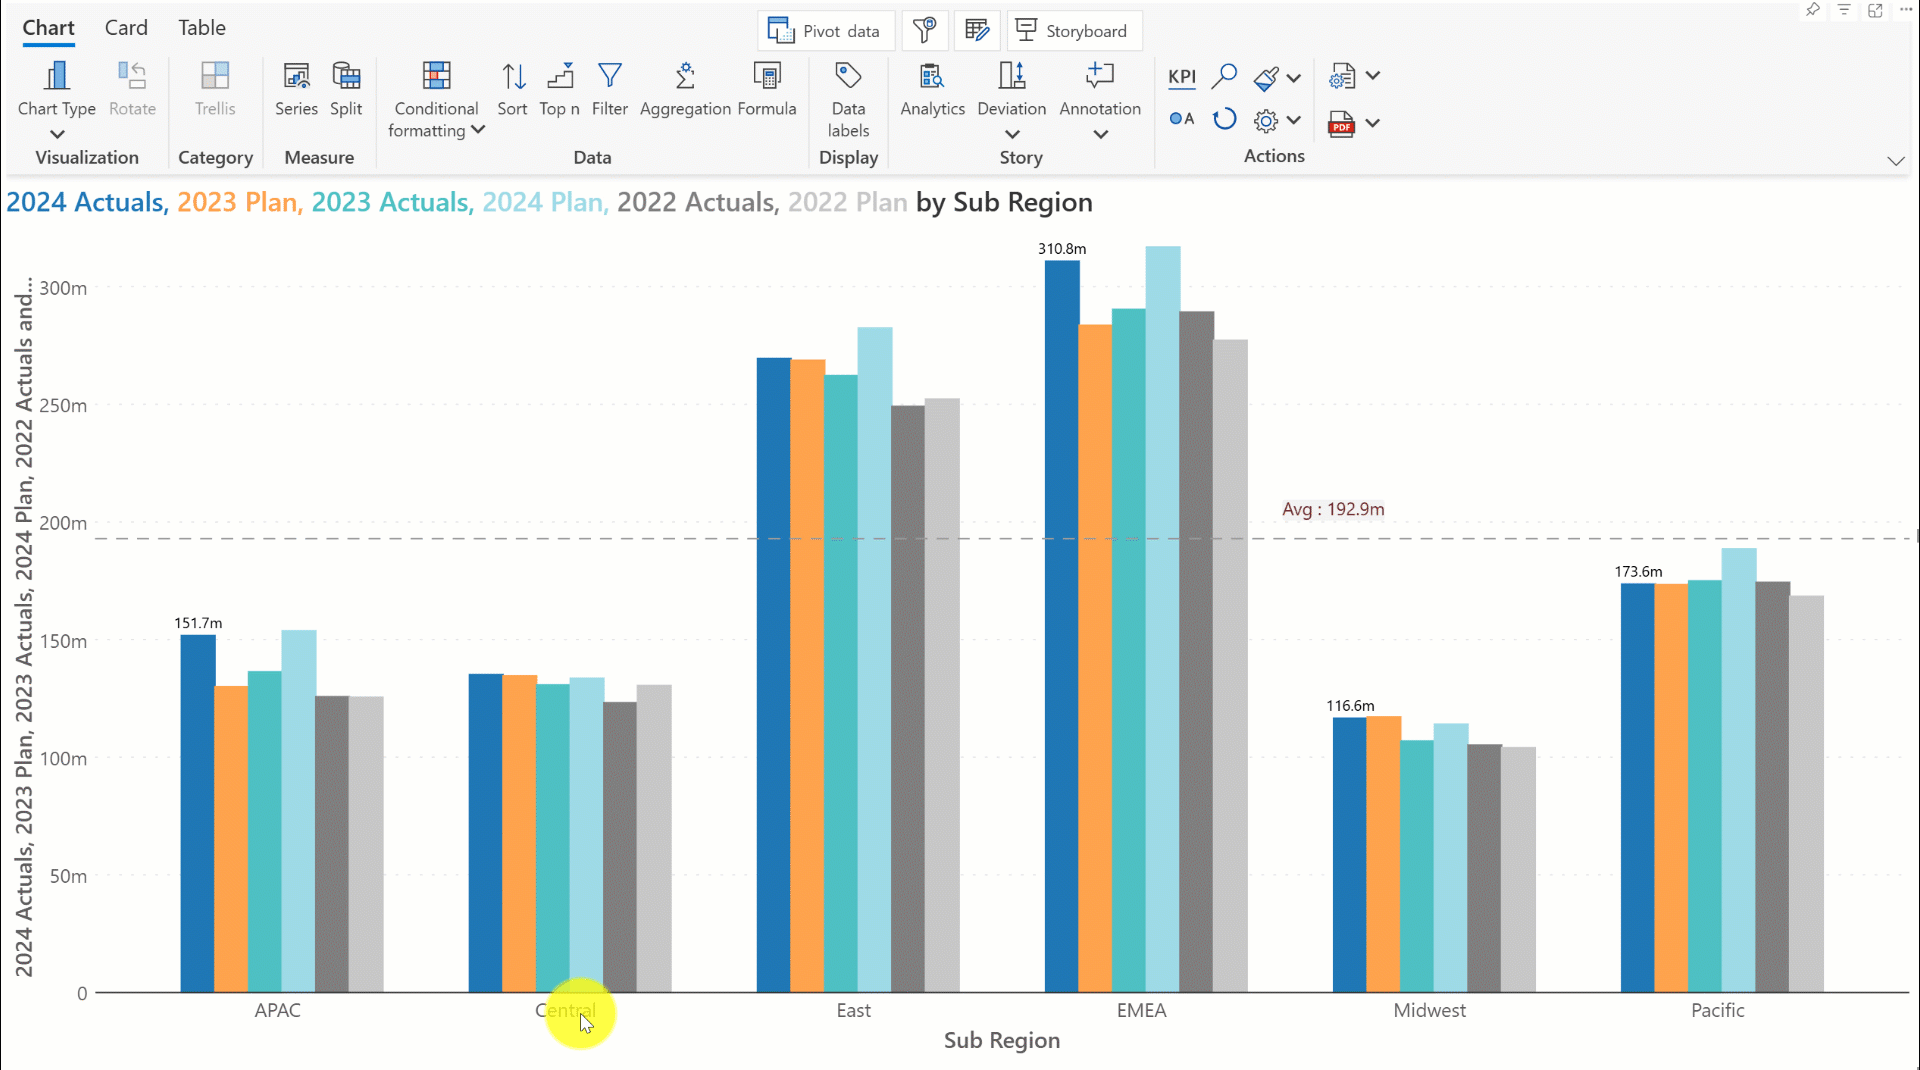 Chart Card Table
Pivot data
Storyboard
Chart Type
Rotate
Trellis
Series
Split
Conditional formatting
Sort
Top n
Filter
Aggregation
Formula
Data labels
Analytics
Deviation
Annotation
KPI
A
PDF
Visualization
Category
Measure
Data
Display
Story
Actions
2024 Actuals, 2023 Plan, 2023 Actuals, 2024 Plan, 2022 Actuals, 2022 Plan by Sub Region
2024 Actuals, 2023 Plan, 2023 Actuals, 2024 Plan, 2022 Actuals and...
300m
250m
200m
150m
100m
50m
0
151.7m
310.8m
Avg : 192.9m
116.6m
173.6m
APAC
Central
East
EMEA
Midwest
Pacific
Sub Region